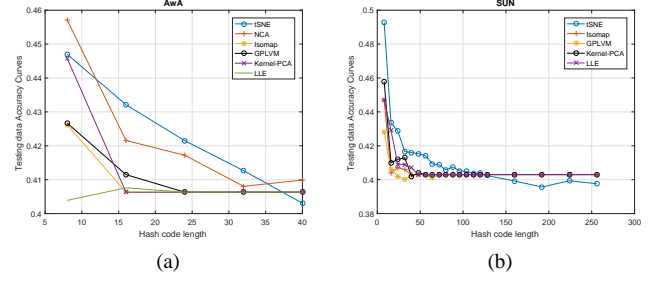 AwA
Testing data Accuracy Curves
0.46
0.45
0.44
0.43
0.42
0.41
0.4
5
10
15
20
25
30
35
40
Hash code length
tSNE
NCA
Isomap
GPLVM
Kernel-PCA
LLE
(a)
SUN
Testing data Accuracy Curves
0.5
0.48
0.46
0.44
0.42
0.4
0.38
0
50
100
150
200
250
300
Hash code length
tSNE
Isomap
GPLVM
Kernel-PCA
LLE
(b)